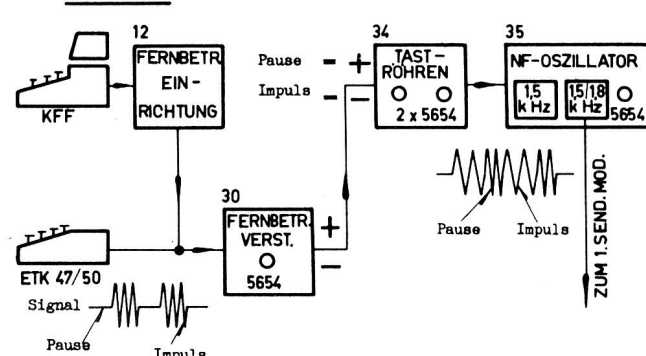 12
FERNBETR.
EIN-
RICHTUNG
KFF
34
TAST-
RÖHREN
2 x 5654
35
NF-OSZILLATOR
1,5
k Hz
1,5/1,8
k Hz
5654
Pause - +
Impuls - -
30
FERNBETR.
VERST.
5654
+
-
Pause
Impuls
ZUM 1.SEND. MOD.
ETK 47/50
Signal
Pause
Impuls